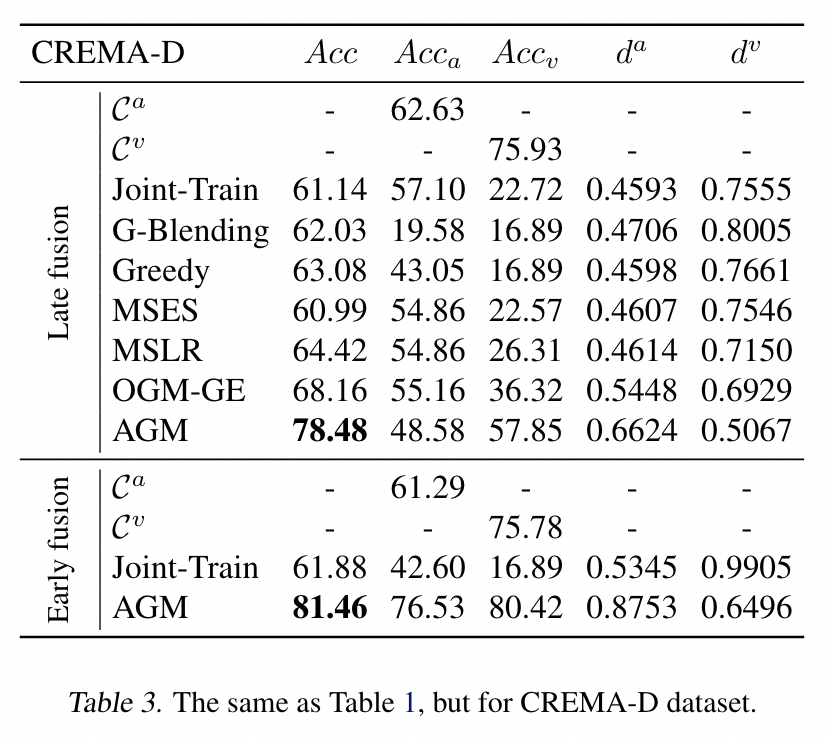 CREMA-D Acc Acc_a Acc_v d^a d^v
Late fusion
𝒞^a - 62.63 - - -
𝒞^v - - 75.93 - -
Joint-Train 61.14 57.10 22.72 0.4593 0.7555
G-Blending 62.03 19.58 16.89 0.4706 0.8005
Greedy 63.08 43.05 16.89 0.4598 0.7661
MSES 60.99 54.86 22.57 0.4607 0.7546
MSLR 64.42 54.86 26.31 0.4614 0.7150
OGM-GE 68.16 55.16 36.32 0.5448 0.6929
AGM 78.48 48.58 57.85 0.6624 0.5067
Early fusion
𝒞^a - 61.29 - - -
𝒞^v - - 75.78 - -
Joint-Train 61.88 42.60 16.89 0.5345 0.9905
AGM 81.46 76.53 80.42 0.8753 0.6496
Table 3. The same as Table 1, but for CREMA-D dataset.